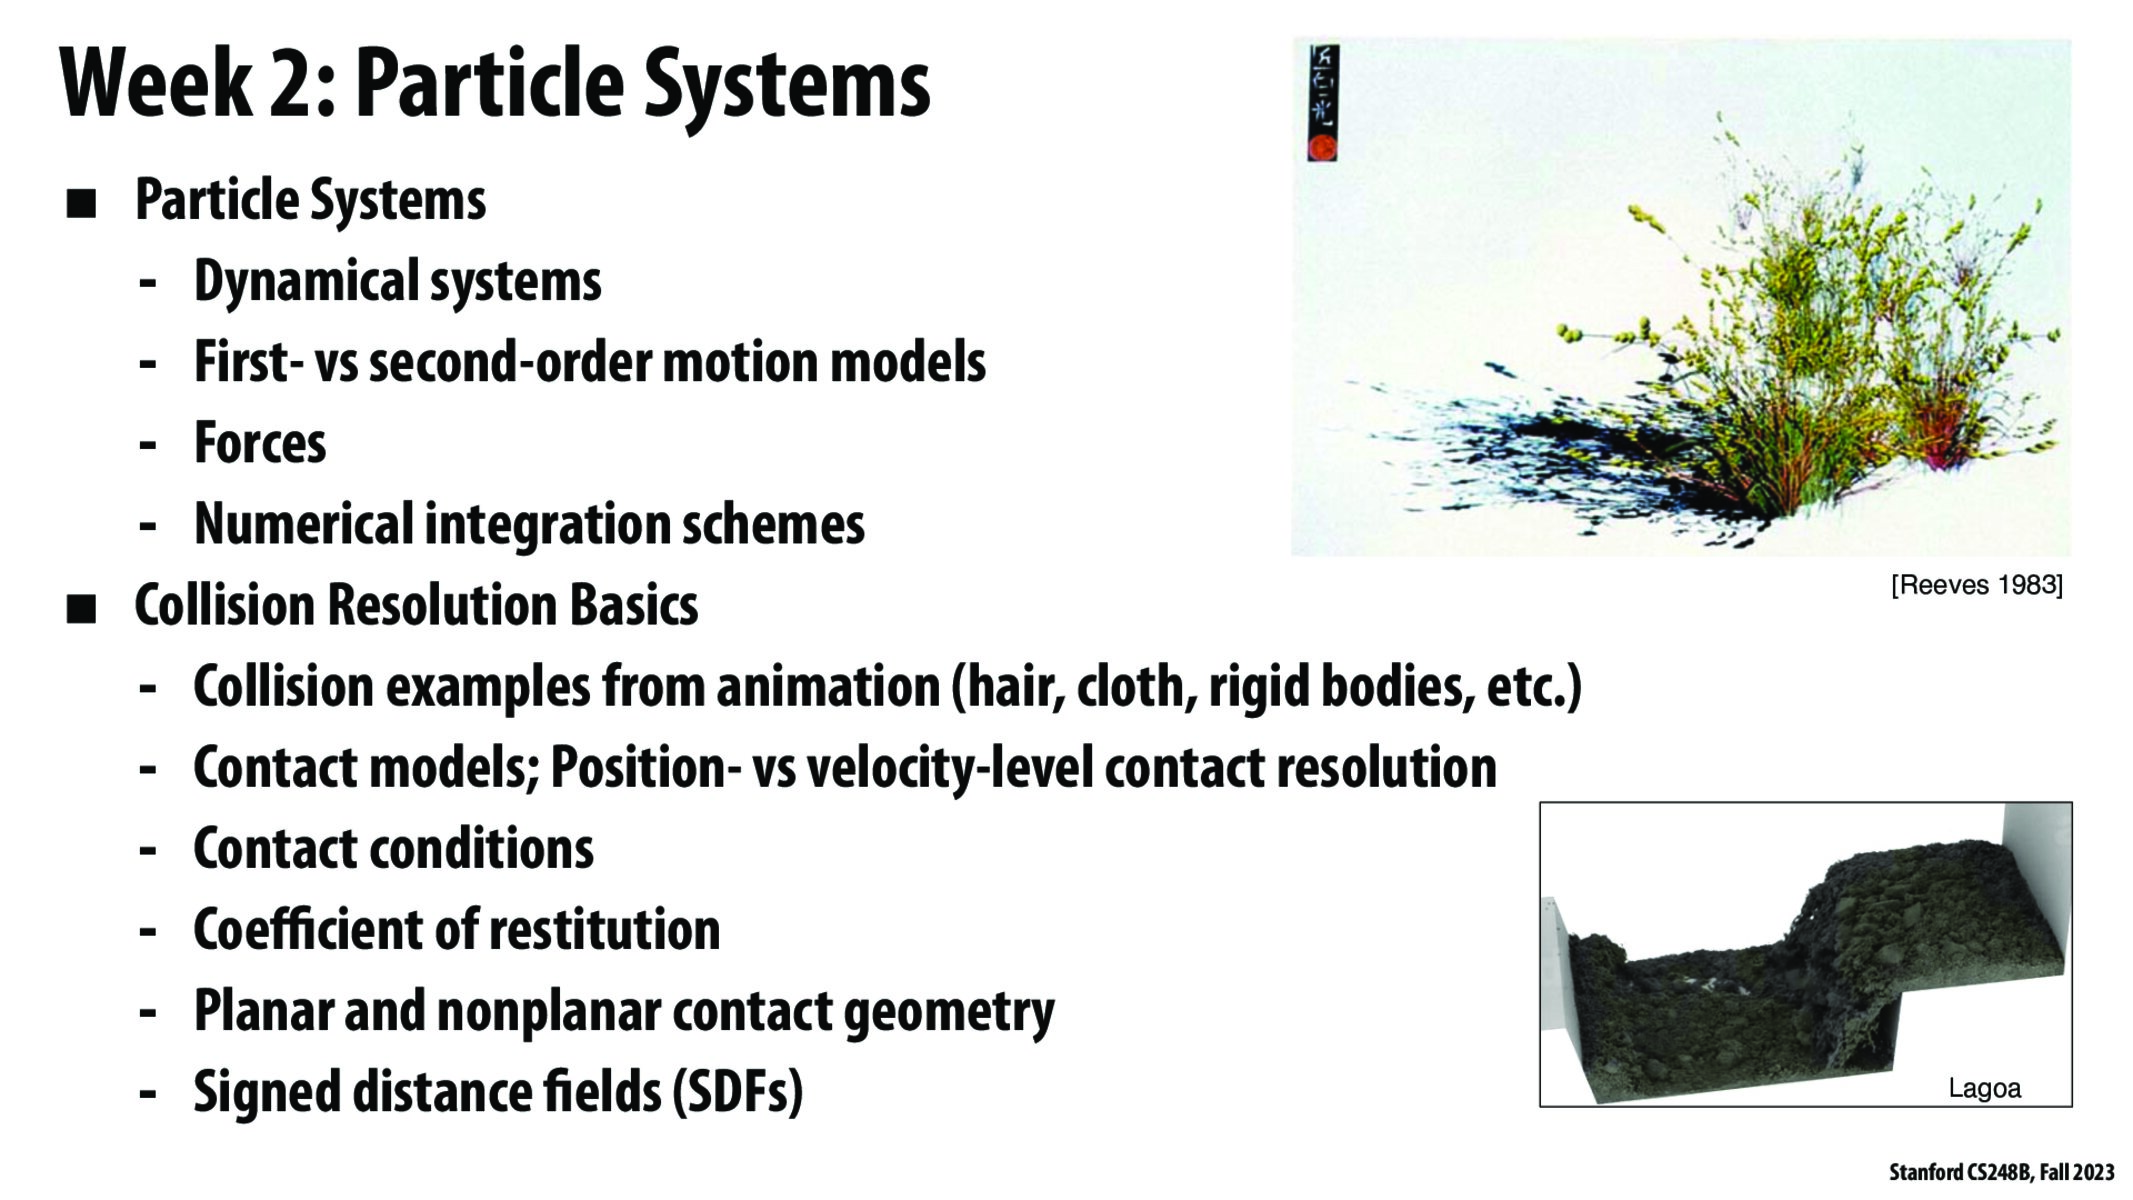 Week 2: Particle Systems
■ Particle Systems
- Dynamical systems
- First- vs second-order motion models
- Forces
- Numerical integration schemes
■ Collision Resolution Basics
- Collision examples from animation (hair, cloth, rigid bodies, etc.)
- Contact models; Position- vs velocity-level contact resolution
- Contact conditions
- Coefficient of restitution
- Planar and nonplanar contact geometry
- Signed distance fields (SDFs)
[Reeves 1983]
Lagoa
Stanford CS248B, Fall 2023